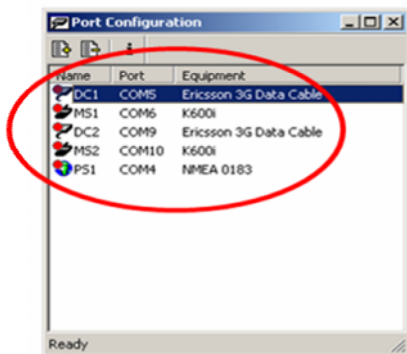 Port Configuration
Name Port Equipment
DC1 COM5 Ericsson 3G Data Cable
MS1 COM6 K600i
DC2 COM9 Ericsson 3G Data Cable
MS2 COM10 K600i
PS1 COM4 NMEA 0183
Ready